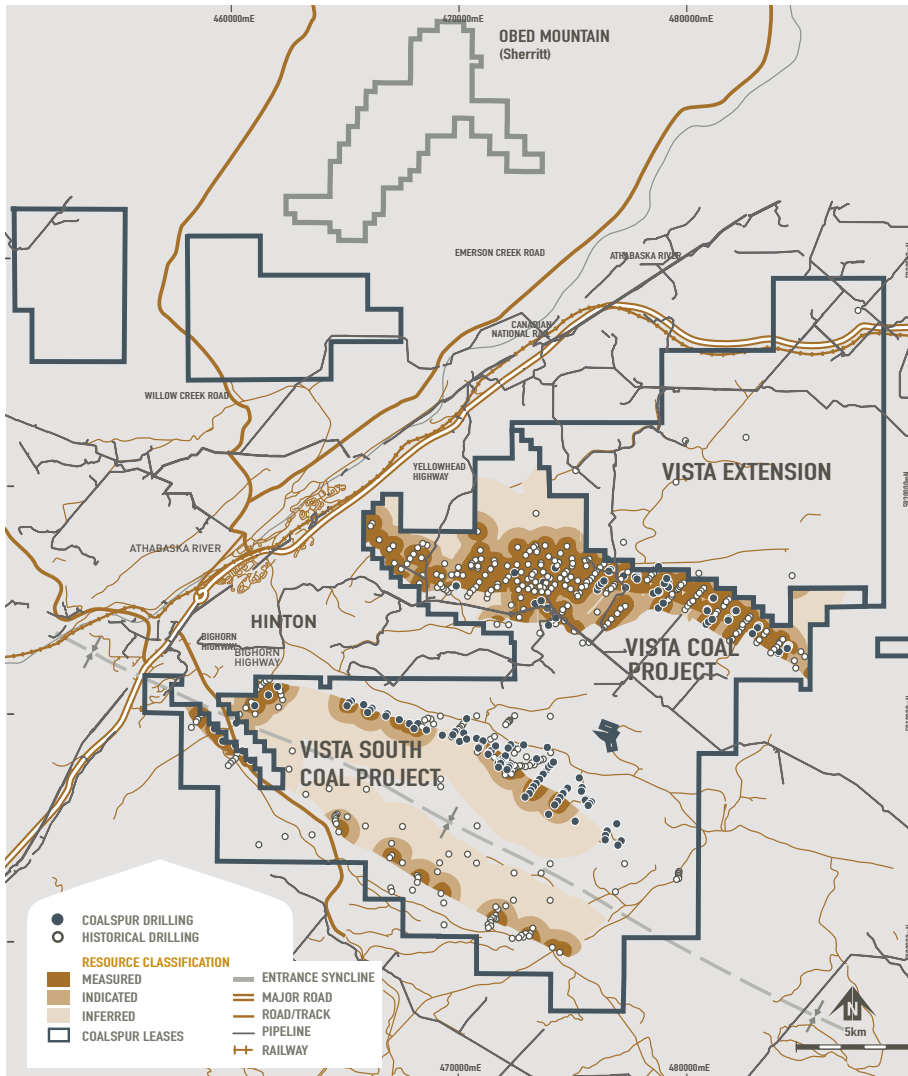 460000mE
470000mE
480000mE
OBED MOUNTAIN
(Sherritt)
EMERSON CREEK ROAD
ATHABASKA RIVER
CANADIAN
NATIONAL RAIL
WILLOW CREEK ROAD
YELLOWHEAD
HIGHWAY
VISTA EXTENSION
ATHABASKA RIVER
HINTON
BIGHORN
HIGHWAY
BIGHORN
HIGHWAY
VISTA COAL
PROJECT
VISTA SOUTH
COAL PROJECT
COALSPUR DRILLING
HISTORICAL DRILLING
RESOURCE CLASSIFICATION
MEASURED
INDICATED
INFERRED
COALSPUR LEASES
ENTRANCE SYNCLINE
MAJOR ROAD
ROAD/TRACK
PIPELINE
RAILWAY
N
5km
470000mE
480000mE